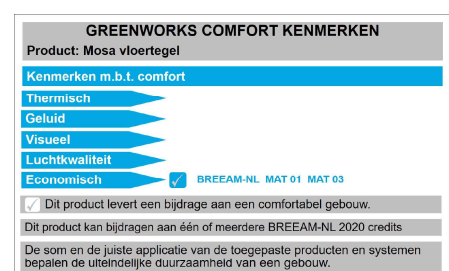 GREENWORKS COMFORT KENMERKEN
Product: Mosa vloertegel
Kenmerken m.b.t. comfort
Thermisch
Geluid
Visueel
Luchtkwaliteit
Economisch BREEAM-NL MAT 01 MAT 03
Dit product levert een bijdrage aan een comfortabel gebouw.
Dit product kan bijdragen aan één of meerdere BREEAM-NL 2020 credits
De som en de juiste applicatie van de toegepaste producten en systemen
bepalen de uiteindelijke duurzaamheid van een gebouw.